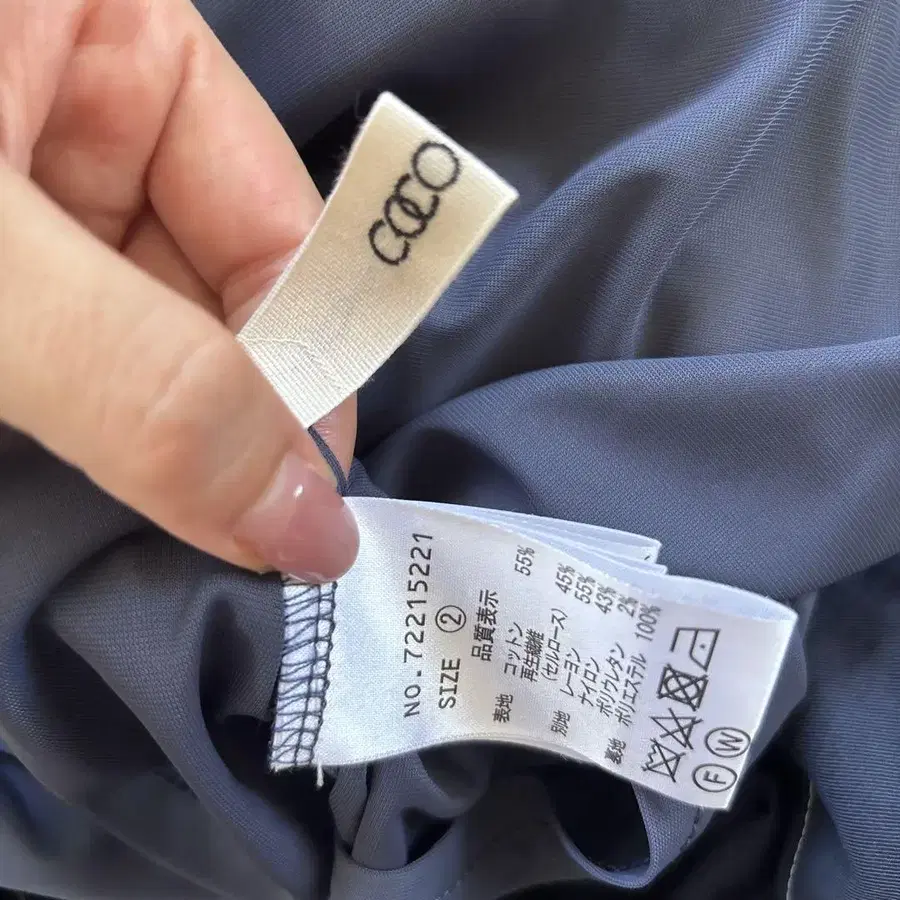 COCO
NO.72215221
SIZE ②
品質表示
表地 コットン 55%
再生繊維
(セルロース) 45%
別地 レーヨン 55%
ナイロン 43%
ポリウレタン 2%
裏地 ポリエステル 100%
Ⓕ Ⓦ